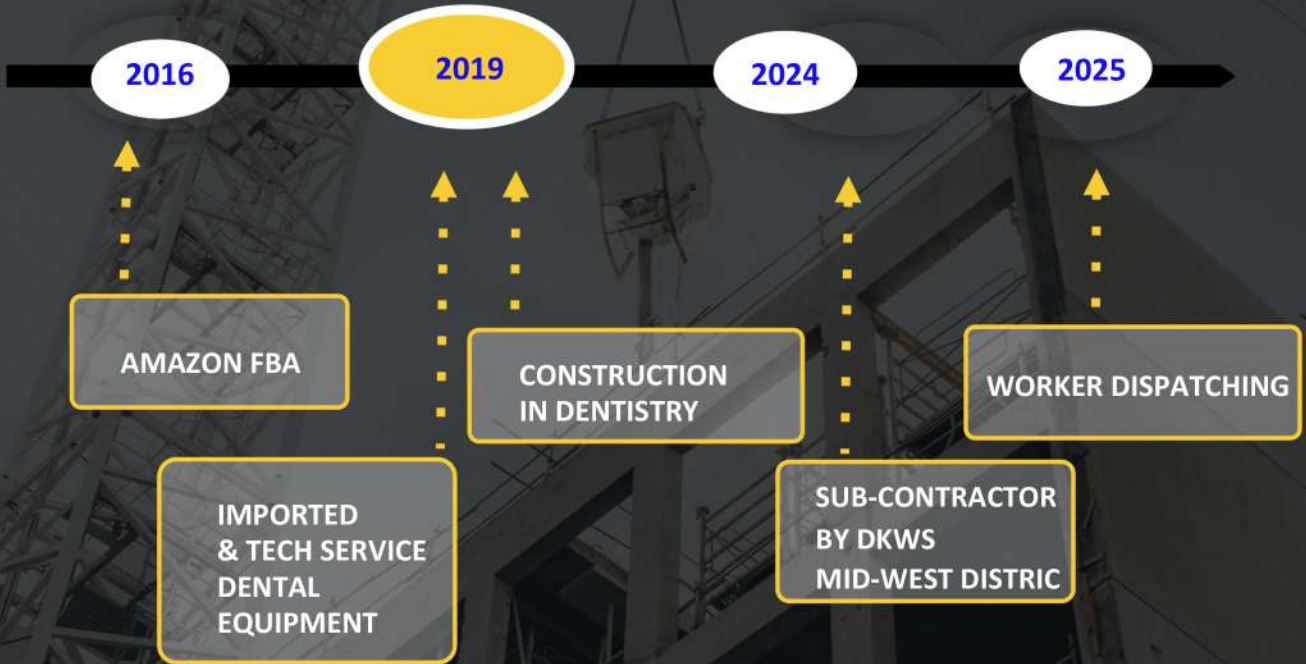 2016
2019
2024
2025
AMAZON FBA
IMPORTED
& TECH SERVICE
DENTAL
EQUIPMENT
CONSTRUCTION
IN DENTISTRY
SUB-CONTRACTOR
BY DKWS
MID-WEST DISTRIC
WORKER DISPATCHING